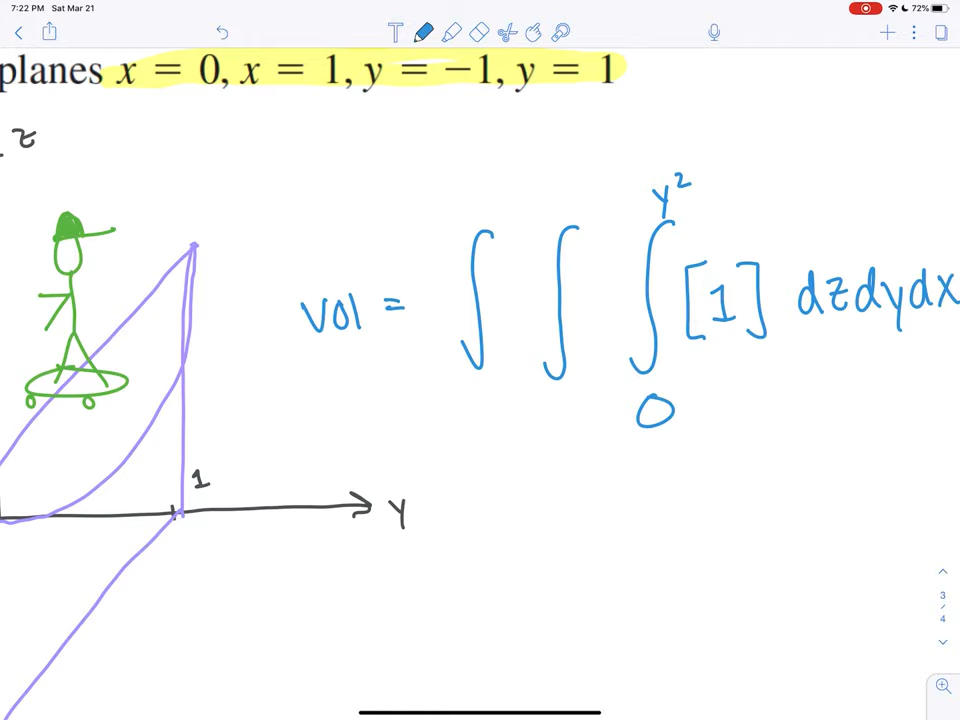 7:22 PM Sat Mar 21
72%
T
planes x = 0, x = 1, y = −1, y = 1
z
vol = ∫ ∫ ∫₀^y² [1] dzdydx
1
y
3
/
4